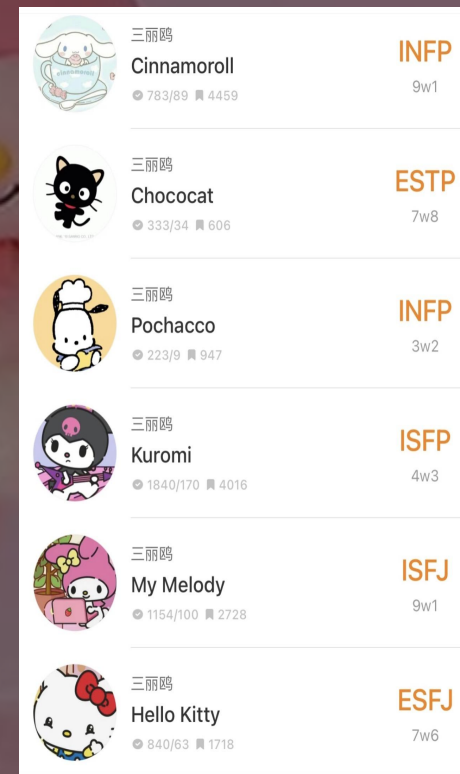 三丽鸥
Cinnamoroll
783/89 4459
INFP
9w1
三丽鸥
Chococat
333/34 606
ESTP
7w8
三丽鸥
Pochacco
223/9 947
INFP
3w2
三丽鸥
Kuromi
1840/170 4016
ISFP
4w3
三丽鸥
My Melody
1154/100 2728
ISFJ
9w1
三丽鸥
Hello Kitty
840/63 1718
ESFJ
7w6